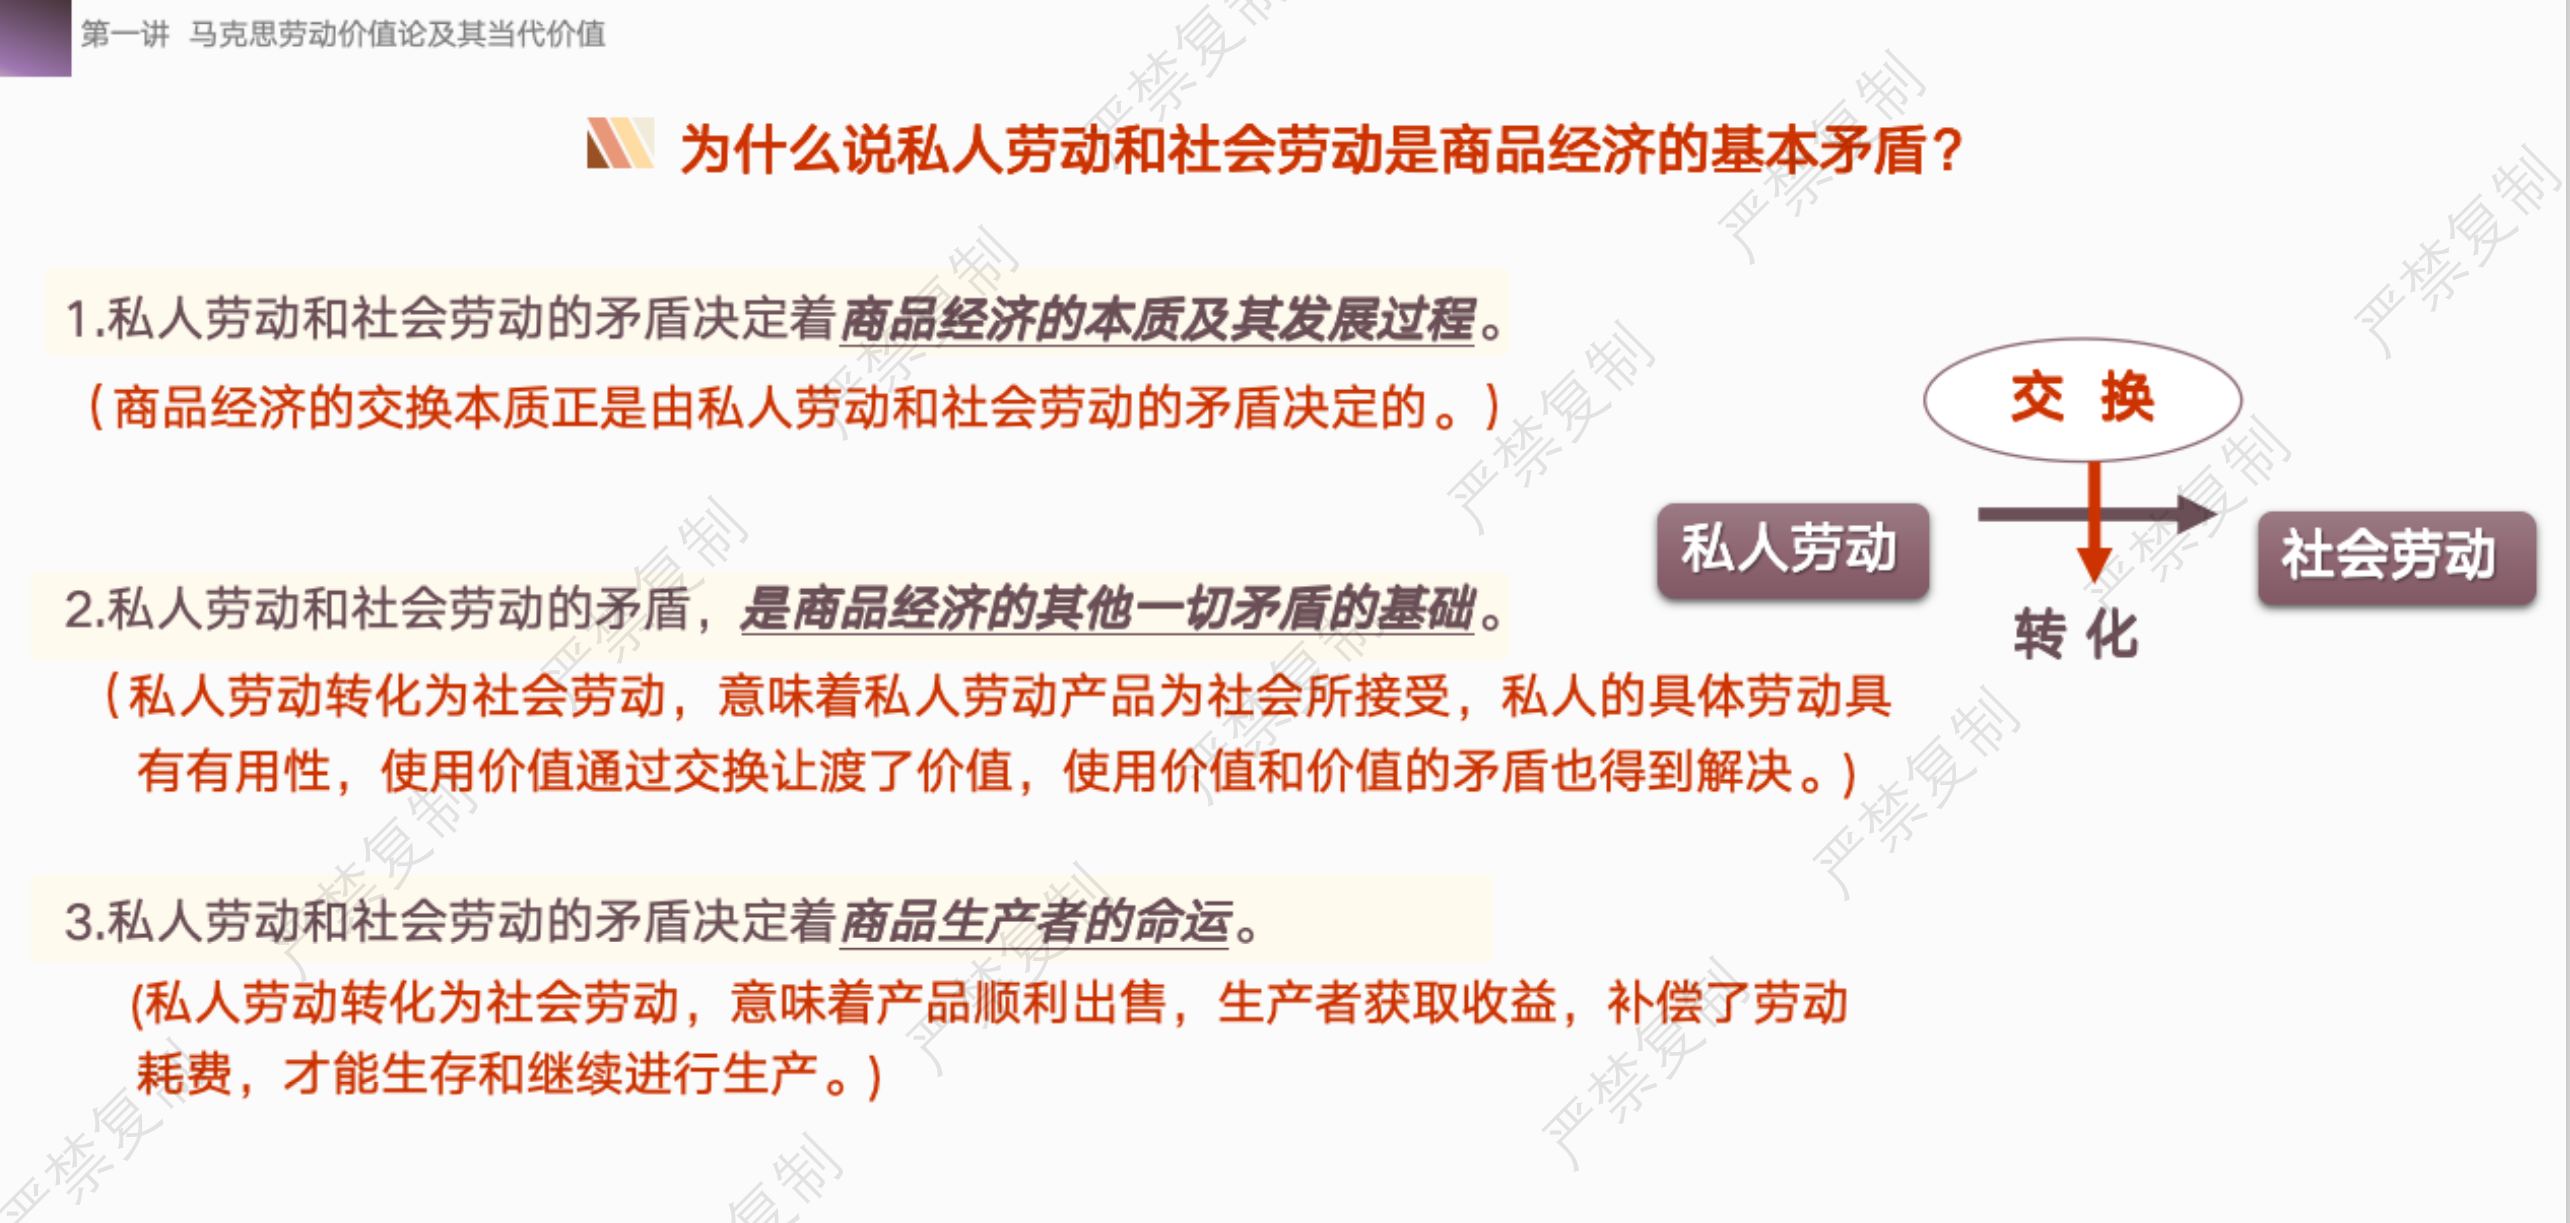 第一讲 马克思劳动价值论及其当代价值
为什么说私人劳动和社会劳动是商品经济的基本矛盾？
1.私人劳动和社会劳动的矛盾决定着商品经济的本质及其发展过程。
（商品经济的交换本质正是由私人劳动和社会劳动的矛盾决定的。）
交 换
私人劳动
社会劳动
转 化
2.私人劳动和社会劳动的矛盾，是商品经济的其他一切矛盾的基础。
（私人劳动转化为社会劳动，意味着私人劳动产品为社会所接受，私人的具体劳动具
有有用性，使用价值通过交换让渡了价值，使用价值和价值的矛盾也得到解决。)
3.私人劳动和社会劳动的矛盾决定着商品生产者的命运。
(私人劳动转化为社会劳动，意味着产品顺利出售，生产者获取收益，补偿了劳动
耗费，才能生存和继续进行生产。)
严禁复制
严禁复制
严禁复制
严禁复制
严禁复制
严禁复制
严禁复制
严禁复制
严禁复制
严禁复制
严禁复制
严禁复制
严禁复制
复制